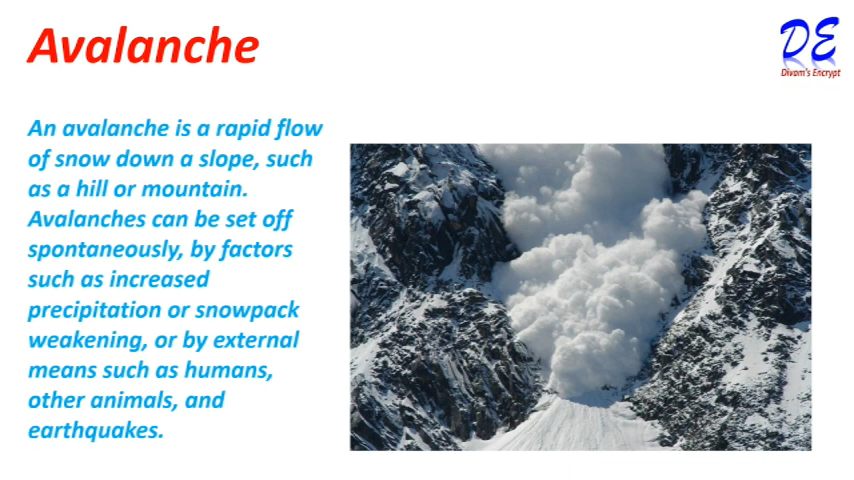 Avalanche
DE
Divam's Encrypt
An avalanche is a rapid flow
of snow down a slope, such
as a hill or mountain.
Avalanches can be set off
spontaneously, by factors
such as increased
precipitation or snowpack
weakening, or by external
means such as humans,
other animals, and
earthquakes.